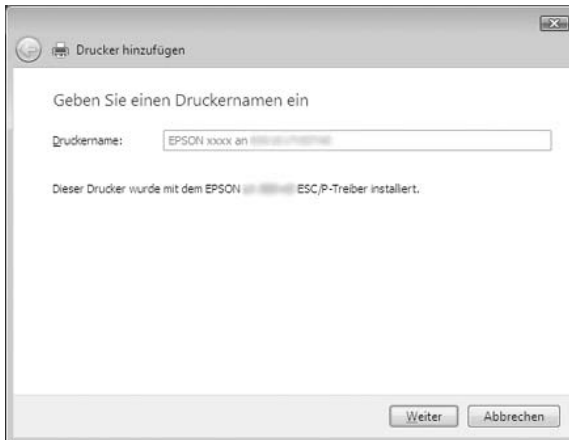 Drucker hinzufügen
Geben Sie einen Druckernamen ein
Druckername: EPSON xxxx an
Dieser Drucker wurde mit dem EPSON ESC/P-Treiber installiert.
Weiter Abbrechen